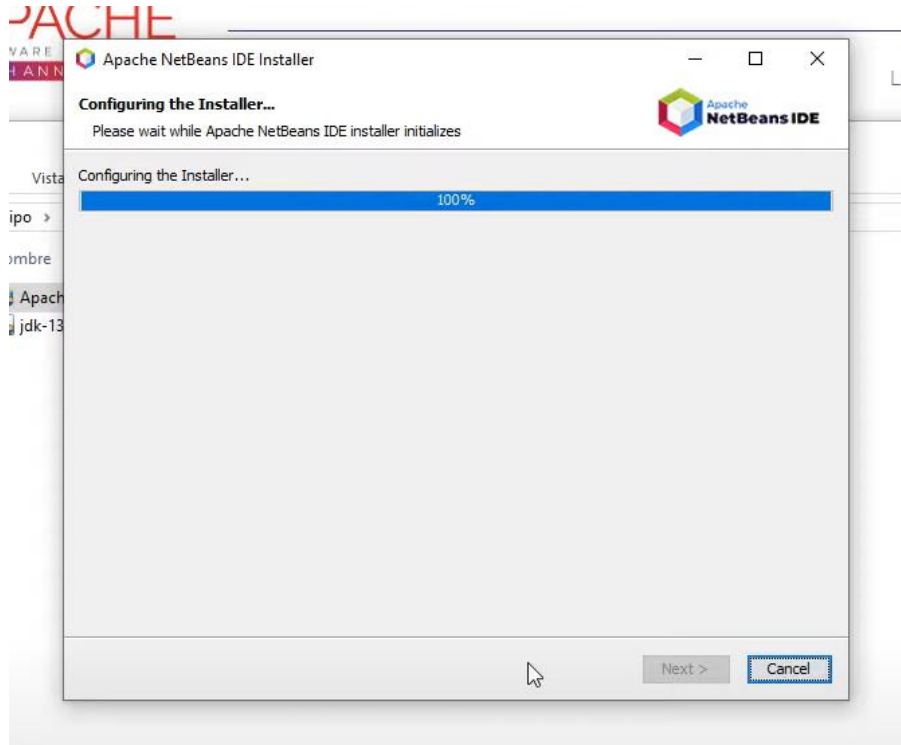 PACHE
WARE
HANN
Apache NetBeans IDE Installer
Configuring the Installer...
Please wait while Apache NetBeans IDE installer initializes
Apache
NetBeans IDE
L
Vista
Configuring the Installer...
100%
ipo >
ombre
Apach
jdk-13
Next >
Cancel